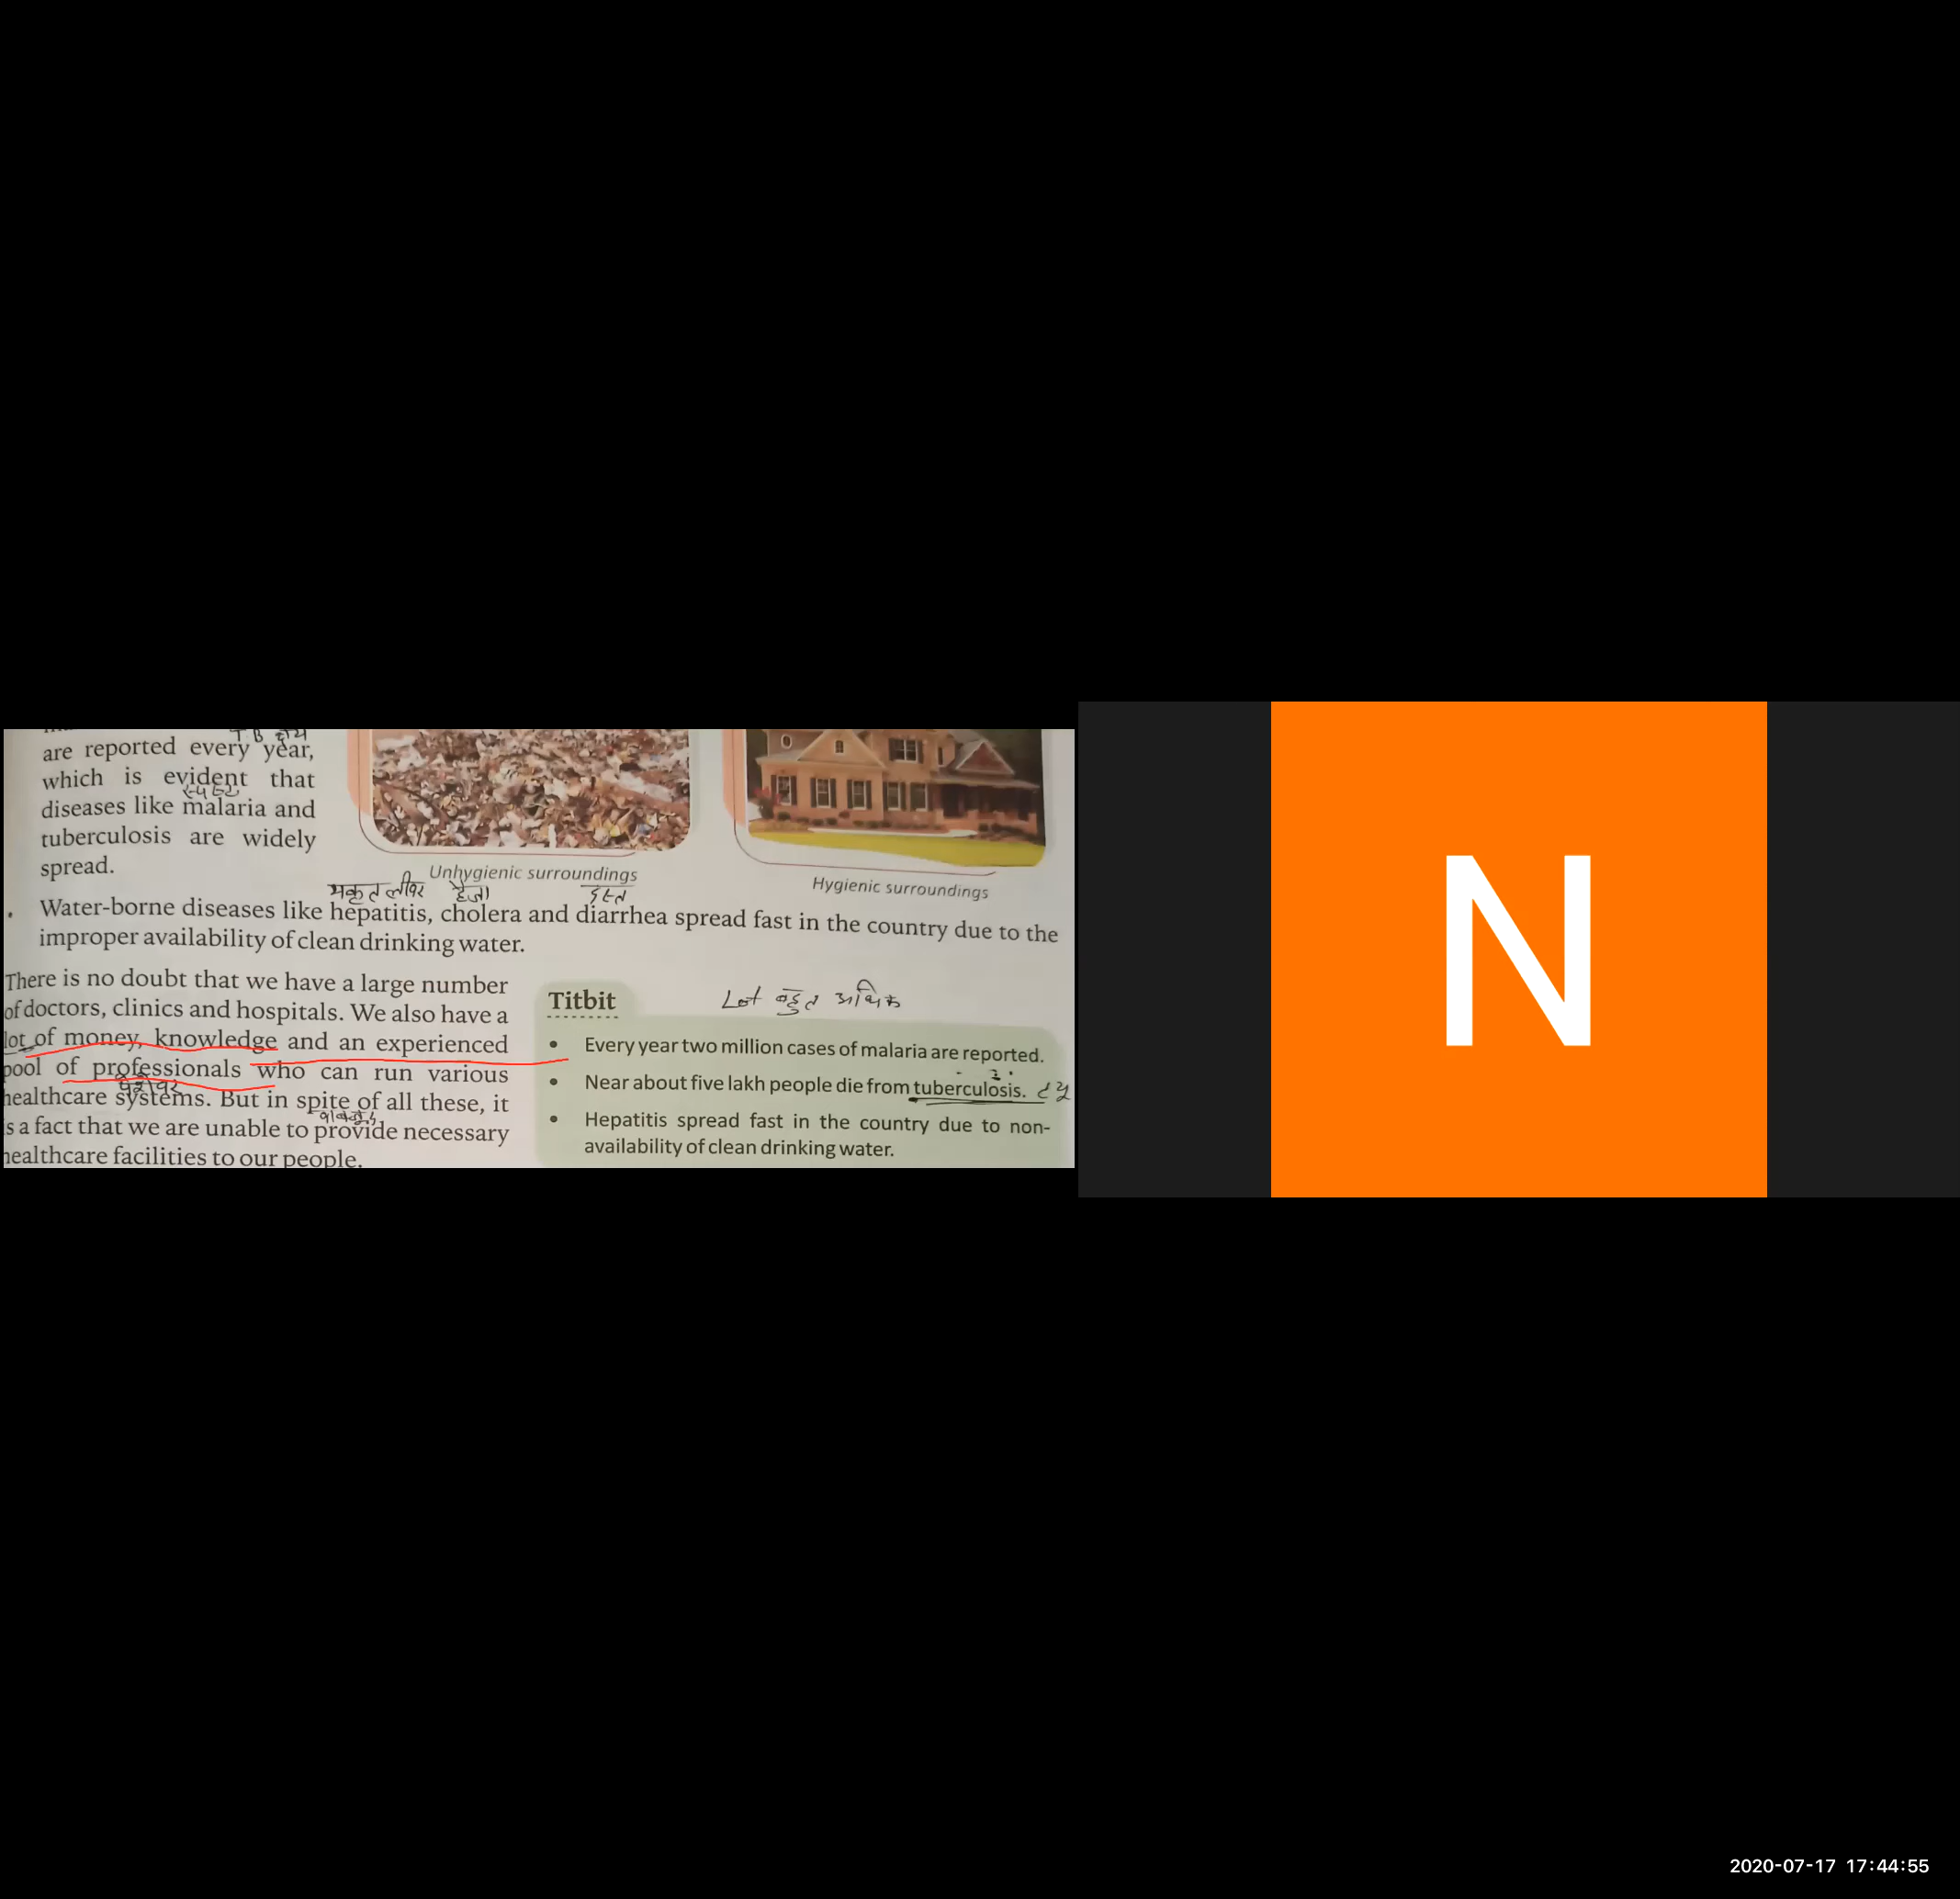 T B
are reported every year,
which is evident that
स्पष्ट
diseases like malaria and
tuberculosis are widely
spread.
Unhygienic surroundings
Hygienic surroundings
यकृत लीवर हैजा दस्त
• Water-borne diseases like hepatitis, cholera and diarrhea spread fast in the country due to the
improper availability of clean drinking water.
There is no doubt that we have a large number
of doctors, clinics and hospitals. We also have a
lot of money, knowledge and an experienced
pool of professionals who can run various
पेशेवर
healthcare systems. But in spite of all these, it
is a fact that we are unable to provide necessary
healthcare facilities to our people.
Lot बहुत अधिक
Titbit
• Every year two million cases of malaria are reported.
• Near about five lakh people die from tuberculosis.
• Hepatitis spread fast in the country due to non-
availability of clean drinking water.
N
2020-07-17 17:44:55